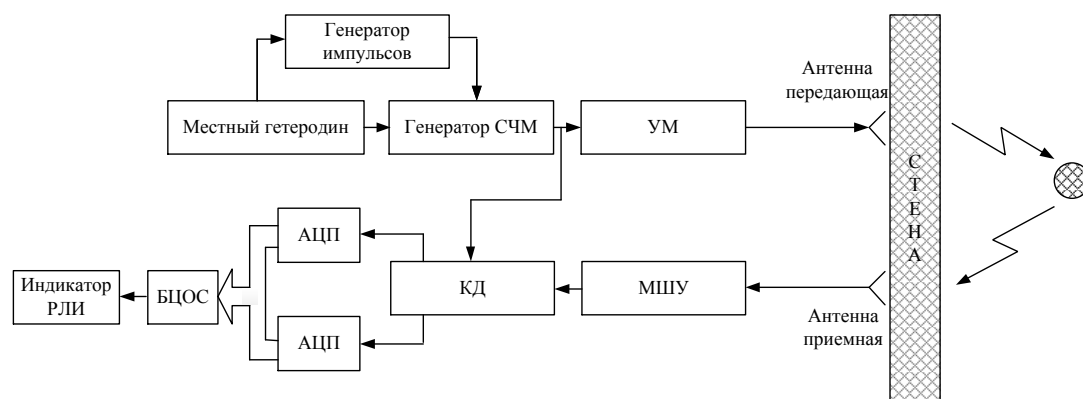 Генератор
импульсов
Местный гетеродин
Генератор СЧМ
УМ
Антенна
передающая
С
Т
Е
Н
А
АЦП
Индикатор
РЛИ
БЦОС
КД
МШУ
АЦП
Антенна
приемная